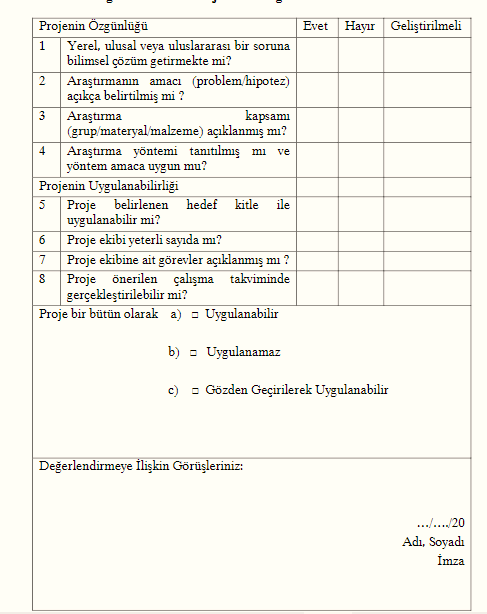 Projenin Özgünlüğü Evet Hayır Geliştirilmeli
1 Yerel, ulusal veya uluslararası bir soruna
bilimsel çözüm getirmekte mi?
2 Araştırmanın amacı (problem/hipotez)
açıkça belirtilmiş mi ?
3 Araştırma kapsamı
(grup/materyal/malzeme) açıklanmış mı?
4 Araştırma yöntemi tanıtılmış mı ve
yöntem amaca uygun mu?
Projenin Uygulanabilirliği
5 Proje belirlenen hedef kitle ile
uygulanabilir mi?
6 Proje ekibi yeterli sayıda mı?
7 Proje ekibine ait görevler açıklanmış mı ?
8 Proje önerilen çalışma takviminde
gerçekleştirilebilir mi?
Proje bir bütün olarak a) □ Uygulanabilir
b) □ Uygulanamaz
c) □ Gözden Geçirilerek Uygulanabilir
Değerlendirmeye İlişkin Görüşleriniz:
…/…./20
Adı, Soyadı
İmza